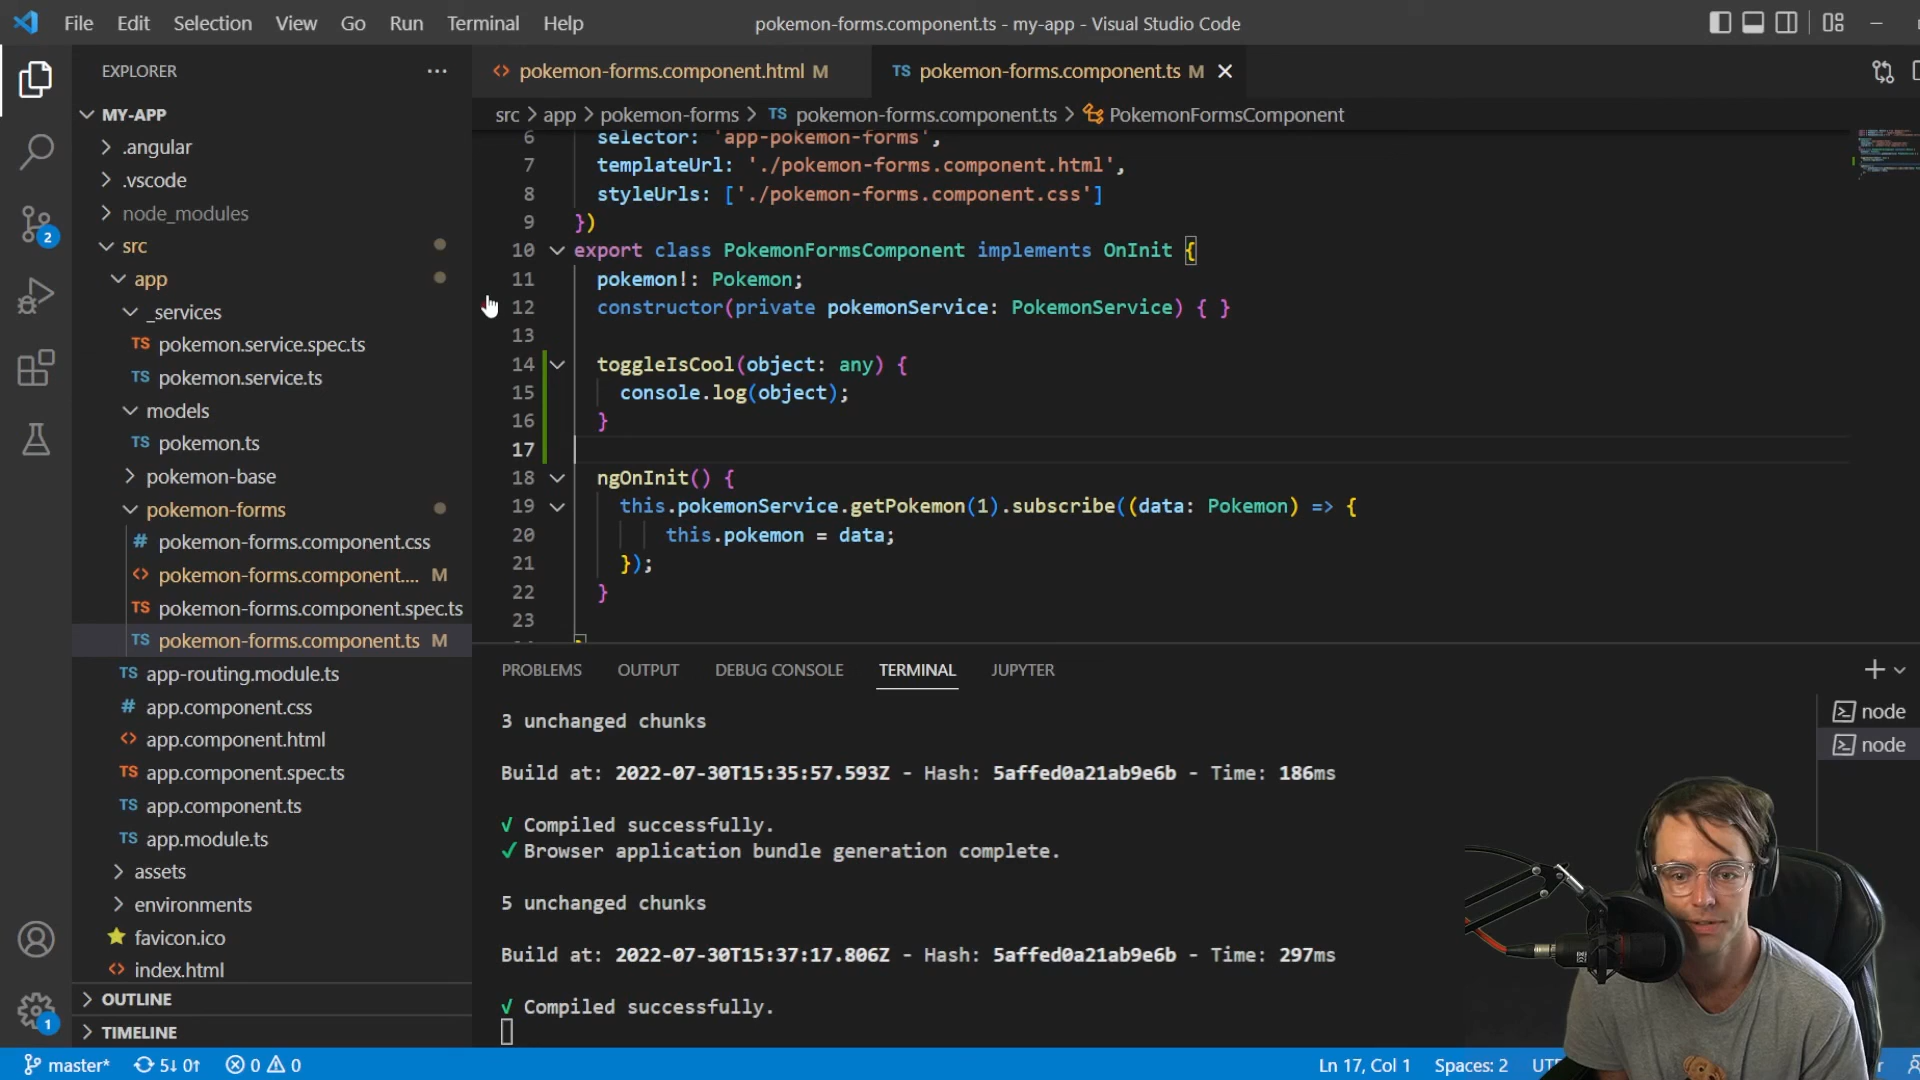 File Edit Selection View Go Run Terminal Help
pokemon-forms.component.ts - my-app - Visual Studio Code
EXPLORER
MY-APP
.angular
.vscode
node_modules
src
app
_services
TS pokemon.service.spec.ts
TS pokemon.service.ts
models
TS pokemon.ts
pokemon-base
pokemon-forms
# pokemon-forms.component.css
<> pokemon-forms.component.... M
TS pokemon-forms.component.spec.ts
TS pokemon-forms.component.ts M
TS app-routing.module.ts
# app.component.css
<> app.component.html
TS app.component.spec.ts
TS app.component.ts
TS app.module.ts
assets
environments
favicon.ico
<> index.html
OUTLINE
TIMELINE
2
1
<> pokemon-forms.component.html M
TS pokemon-forms.component.ts M
src > app > pokemon-forms > TS pokemon-forms.component.ts > PokemonFormsComponent
6 selector: 'app-pokemon-forms',
7 templateUrl: './pokemon-forms.component.html',
8 styleUrls: ['./pokemon-forms.component.css']
9 })
10 export class PokemonFormsComponent implements OnInit {
11 pokemon!: Pokemon;
12 constructor(private pokemonService: PokemonService) { }
13
14 toggleIsCool(object: any) {
15 console.log(object);
16 }
17
18 ngOnInit() {
19 this.pokemonService.getPokemon(1).subscribe((data: Pokemon) => {
20 this.pokemon = data;
21 });
22 }
23
PROBLEMS OUTPUT DEBUG CONSOLE TERMINAL JUPYTER
3 unchanged chunks
Build at: 2022-07-30T15:35:57.593Z - Hash: 5affed0a21ab9e6b - Time: 186ms
√ Compiled successfully.
✓ Browser application bundle generation complete.
5 unchanged chunks
Build at: 2022-07-30T15:37:17.806Z - Hash: 5affed0a21ab9e6b - Time: 297ms
√ Compiled successfully.
node
node
master* 5↓ 0↑ 0 0
Ln 17, Col 1 Spaces: 2